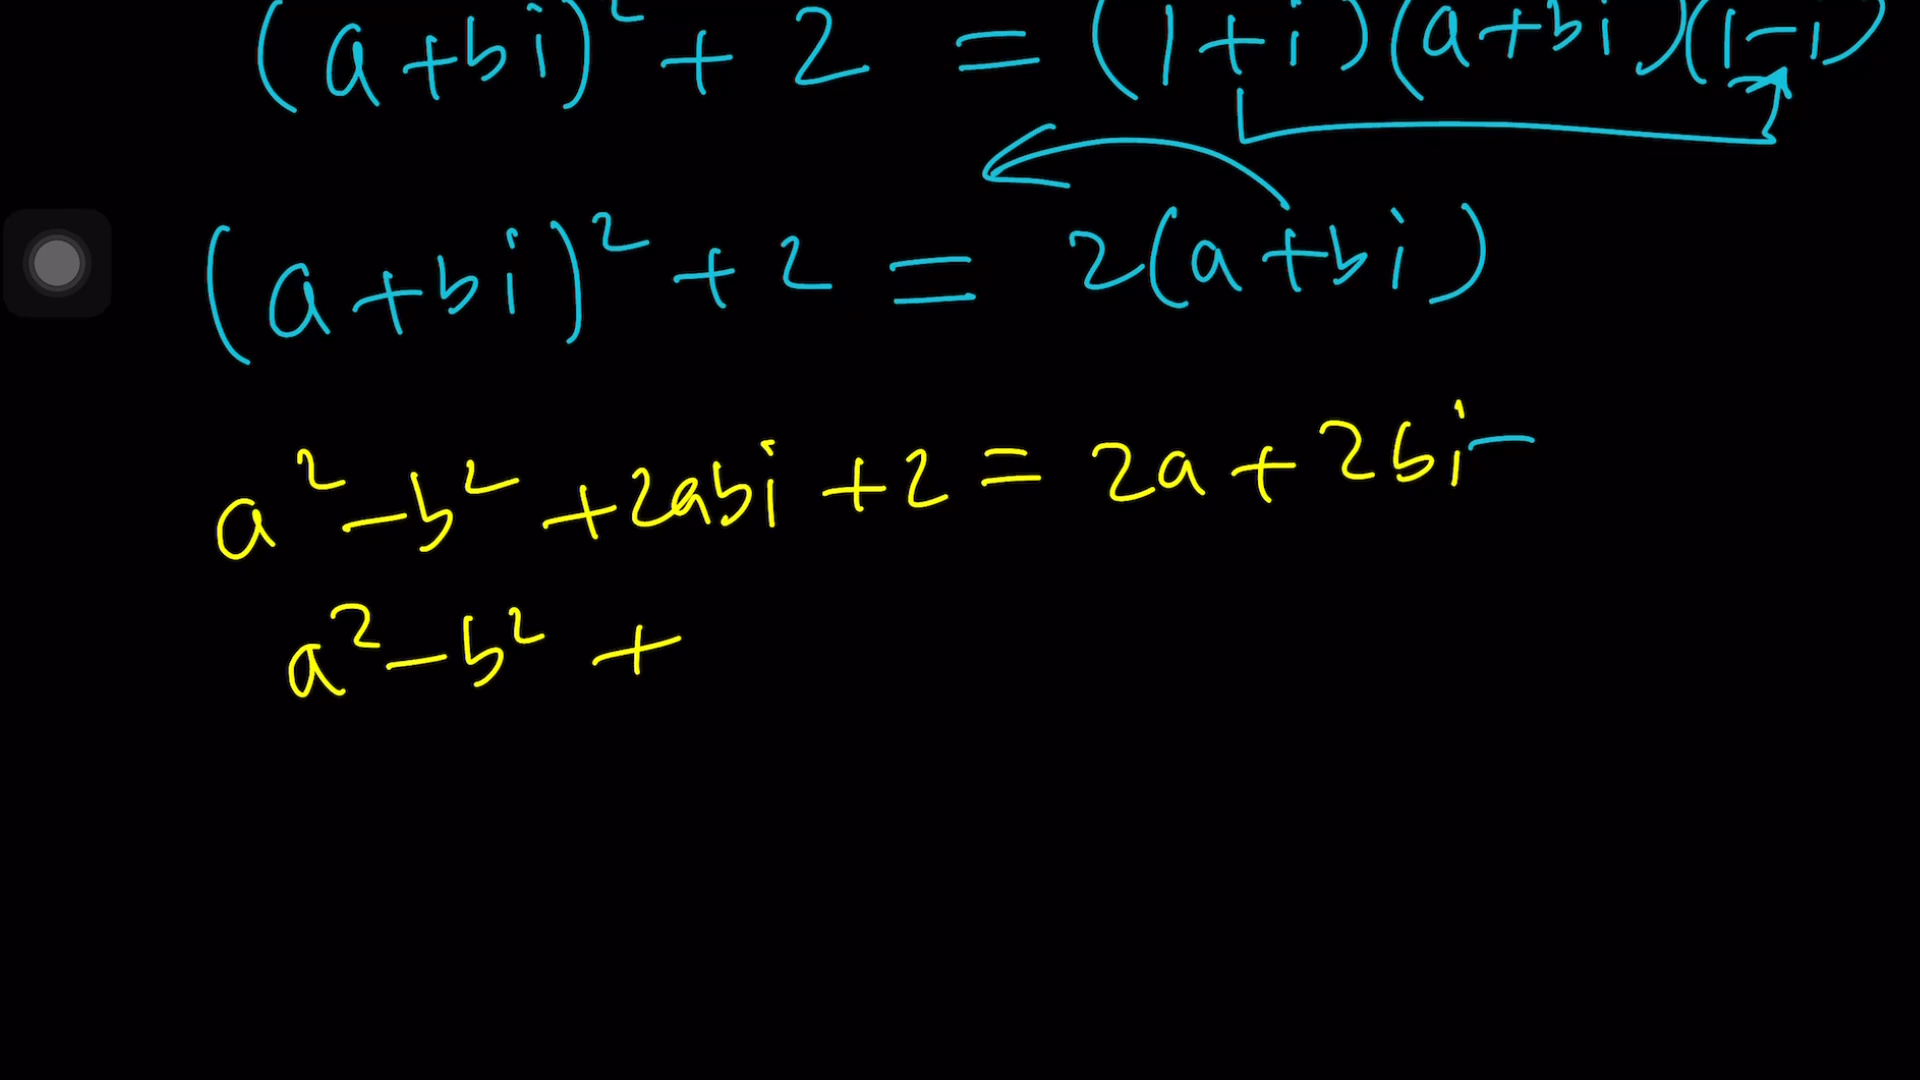 (a+bi)² + 2 = (1+i)(a+bi)(1-i)
(a+bi)² + 2 = 2(a+bi)
a² - b² + 2abi + 2 = 2a + 2bi
a² - b² +